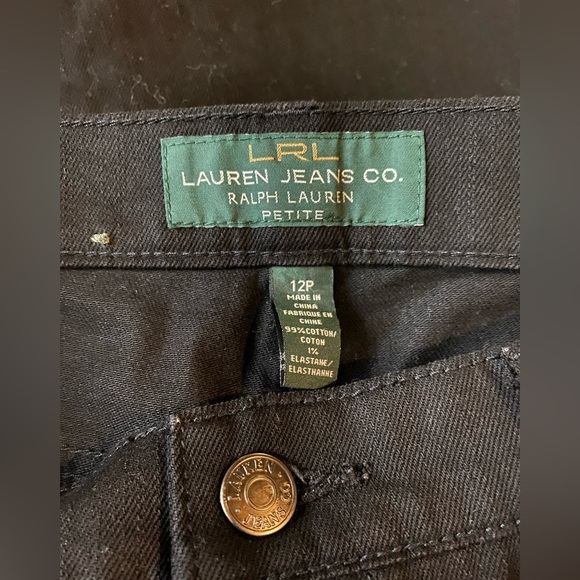 LRL
LAUREN JEANS CO.
RALPH LAUREN
PETITE
12P
MADE IN
CHINA
FABRIQUE EN
CHINE
99% COTTON/
COTON
1%
ELASTANE/
ELASTHANNE
LAUREN
JEANS CO